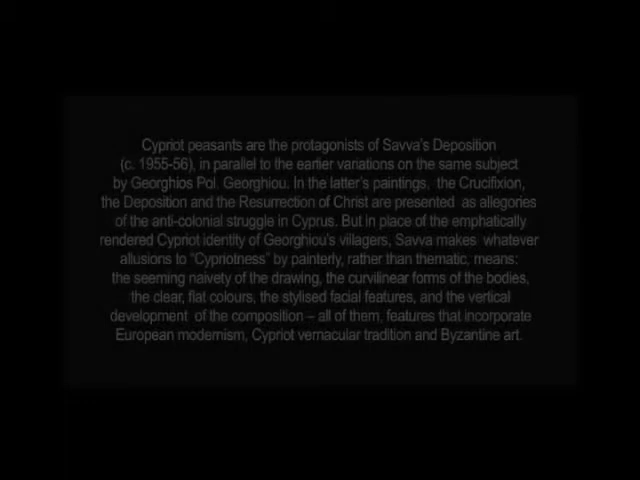 Cypriot peasants are the protagonists of Savva's Deposition
(c. 1955-56), in parallel to the earlier variations on the same subject
by Georghios Pol. Georghiou. In the latter's paintings, the Crucifixion,
the Deposition and the Resurrection of Christ are presented as allegories
of the anti-colonial struggle in Cyprus. But in place of the emphatically
rendered Cypriot identity of Georghiou's villagers, Savva makes whatever
allusions to "Cypriotness" by painterly, rather than thematic, means:
the seeming naivety of the drawing, the curvilinear forms of the bodies,
the clear, flat colours, the stylised facial features, and the vertical
development of the composition – all of them, features that incorporate
European modernism, Cypriot vernacular tradition and Byzantine art.